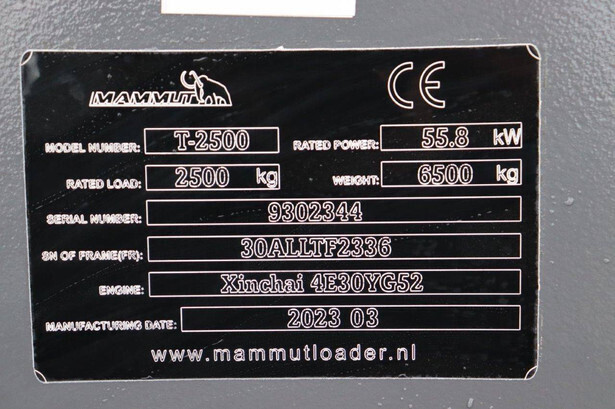 MAMMUT CE
MODEL NUMBER: T-2500 RATED POWER: 55.8 kW
RATED LOAD: 2500 kg WEIGHT: 6500 kg
SERIAL NUMBER: 9302344
SN OF FRAME(FR): 30ALLTF2336
ENGINE: Xinchai 4E30YG52
MANUFACTURING DATE: 2023 03
www.mammutloader.nl